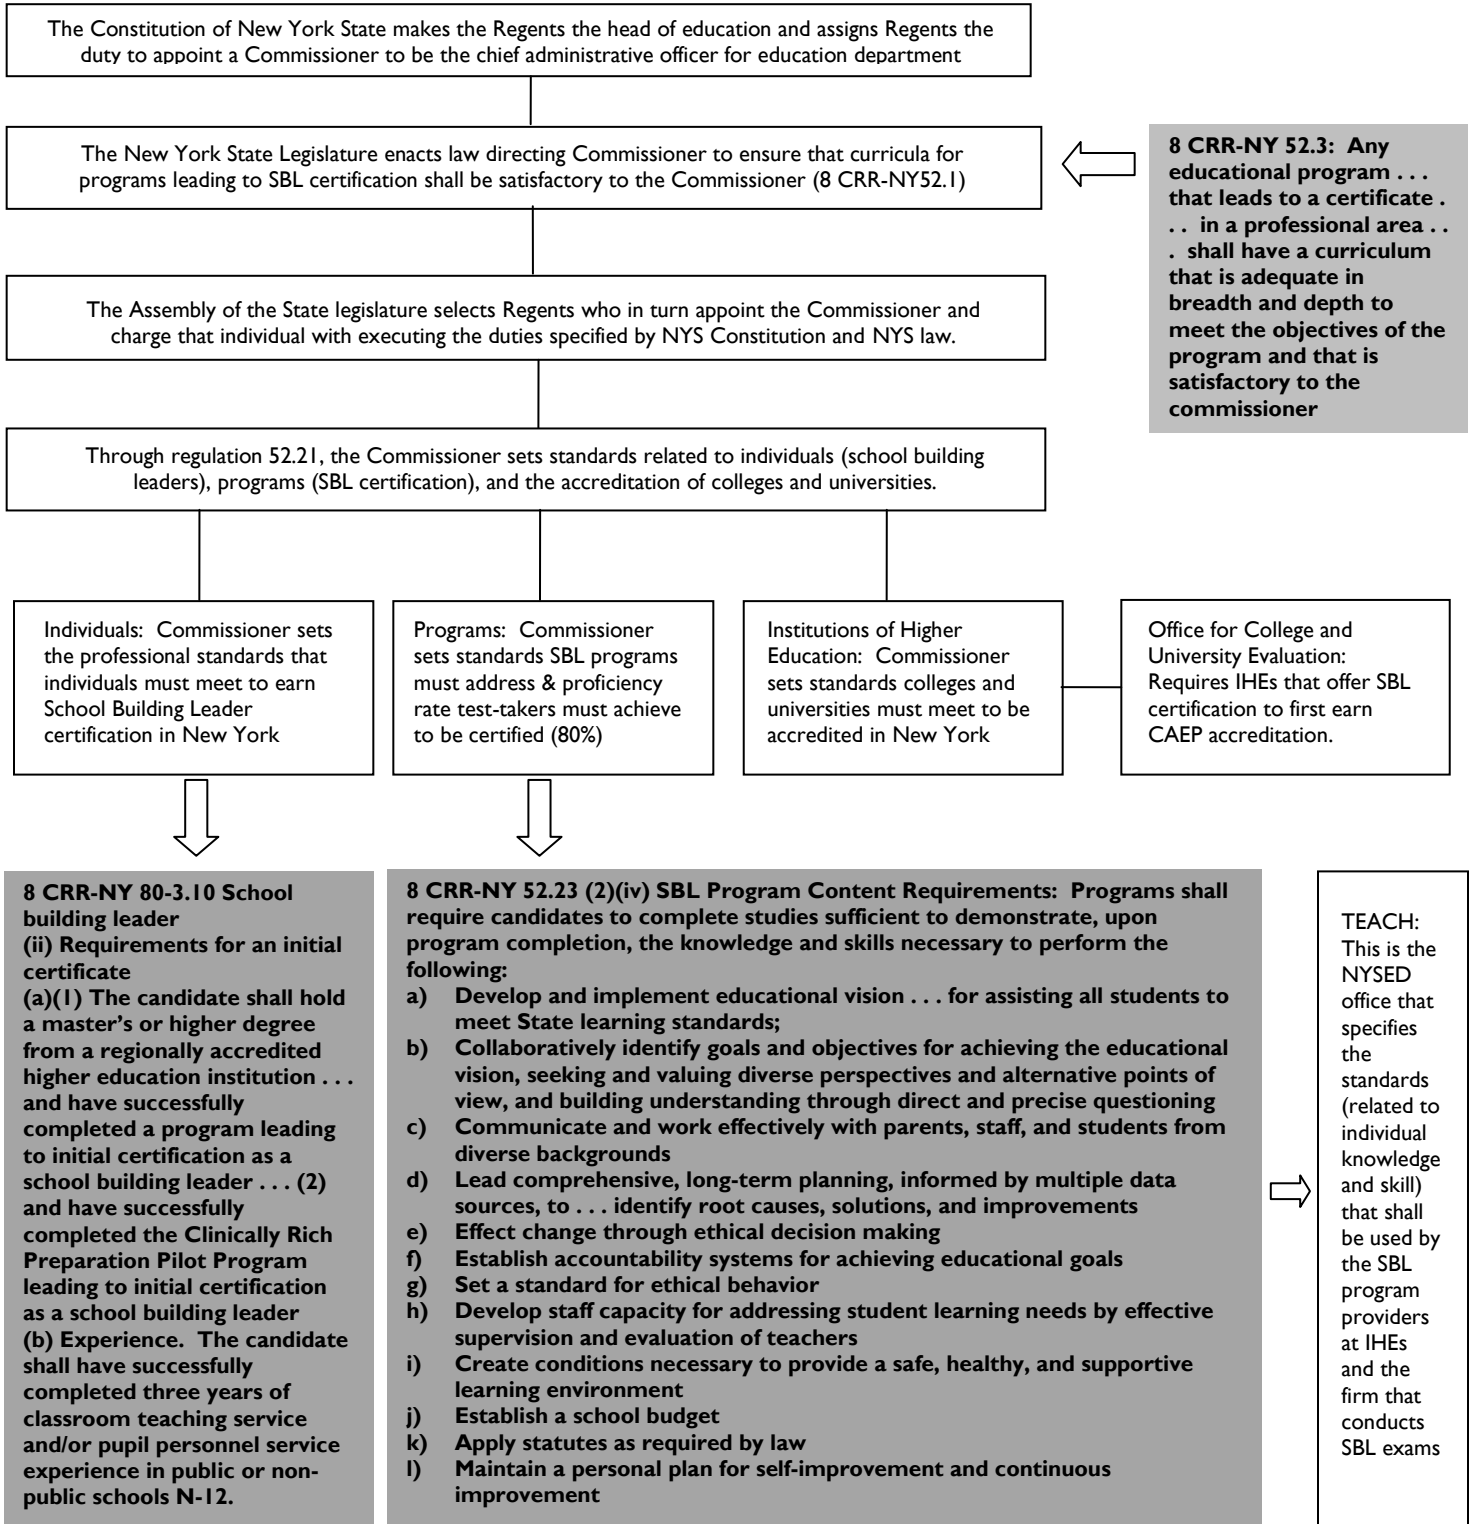 The Constitution of New York State makes the Regents the head of education and assigns Regents the
duty to appoint a Commissioner to be the chief administrative officer for education department
The New York State Legislature enacts law directing Commissioner to ensure that curricula for
programs leading to SBL certification shall be satisfactory to the Commissioner (8 CRR-NY52.1)
8 CRR-NY 52.3: Any
educational program . . .
that leads to a certificate .
. . in a professional area . .
. shall have a curriculum
that is adequate in
breadth and depth to
meet the objectives of the
program and that is
satisfactory to the
commissioner
The Assembly of the State legislature selects Regents who in turn appoint the Commissioner and
charge that individual with executing the duties specified by NYS Constitution and NYS law.
Through regulation 52.21, the Commissioner sets standards related to individuals (school building
leaders), programs (SBL certification), and the accreditation of colleges and universities.
Individuals: Commissioner sets
the professional standards that
individuals must meet to earn
School Building Leader
certification in New York
Programs: Commissioner
sets standards SBL programs
must address & proficiency
rate test-takers must achieve
to be certified (80%)
Institutions of Higher
Education: Commissioner
sets standards colleges and
universities must meet to be
accredited in New York
Office for College and
University Evaluation:
Requires IHEs that offer SBL
certification to first earn
CAEP accreditation.
8 CRR-NY 80-3.10 School
building leader
(ii) Requirements for an initial
certificate
(a)(1) The candidate shall hold
a master's or higher degree
from a regionally accredited
higher education institution . . .
and have successfully
completed a program leading
to initial certification as a
school building leader . . . (2)
and have successfully
completed the Clinically Rich
Preparation Pilot Program
leading to initial certification
as a school building leader
(b) Experience. The candidate
shall have successfully
completed three years of
classroom teaching service
and/or pupil personnel service
experience in public or non-
public schools N-12.
8 CRR-NY 52.23 (2)(iv) SBL Program Content Requirements: Programs shall
require candidates to complete studies sufficient to demonstrate, upon
program completion, the knowledge and skills necessary to perform the
following:
a) Develop and implement educational vision . . . for assisting all students to
meet State learning standards;
b) Collaboratively identify goals and objectives for achieving the educational
vision, seeking and valuing diverse perspectives and alternative points of
view, and building understanding through direct and precise questioning
c) Communicate and work effectively with parents, staff, and students from
diverse backgrounds
d) Lead comprehensive, long-term planning, informed by multiple data
sources, to . . . identify root causes, solutions, and improvements
e) Effect change through ethical decision making
f) Establish accountability systems for achieving educational goals
g) Set a standard for ethical behavior
h) Develop staff capacity for addressing student learning needs by effective
supervision and evaluation of teachers
i) Create conditions necessary to provide a safe, healthy, and supportive
learning environment
j) Establish a school budget
k) Apply statutes as required by law
l) Maintain a personal plan for self-improvement and continuous
improvement
TEACH:
This is the
NYSED
office that
specifies
the
standards
(related to
individual
knowledge
and skill)
that shall
be used by
the SBL
program
providers
at IHEs
and the
firm that
conducts
SBL exams